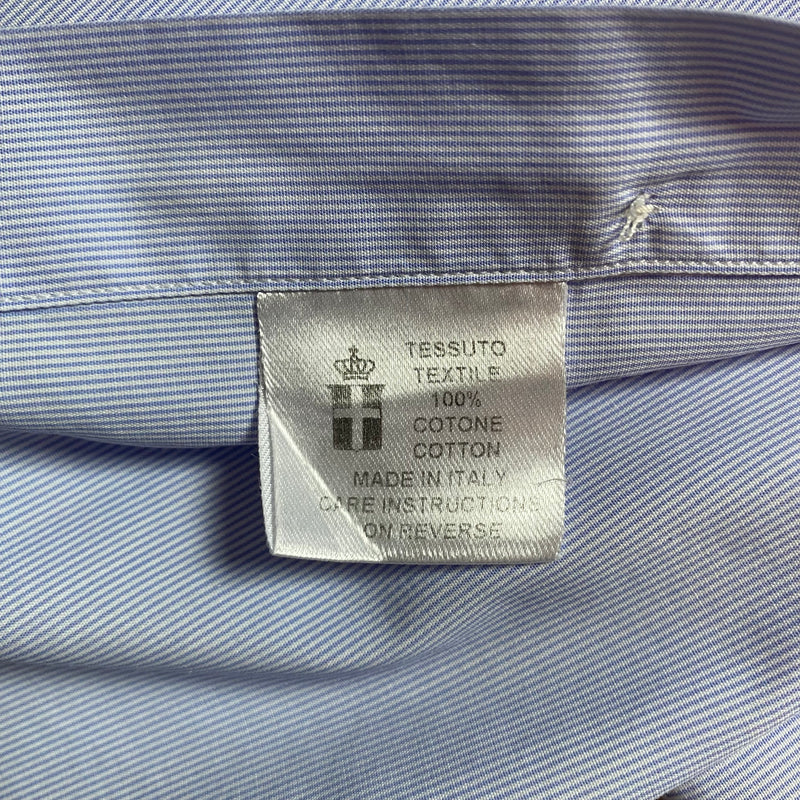 TESSUTO
TEXTILE
100%
COTONE
COTTON
MADE IN ITALY
CARE INSTRUCTIONS
ON REVERSE